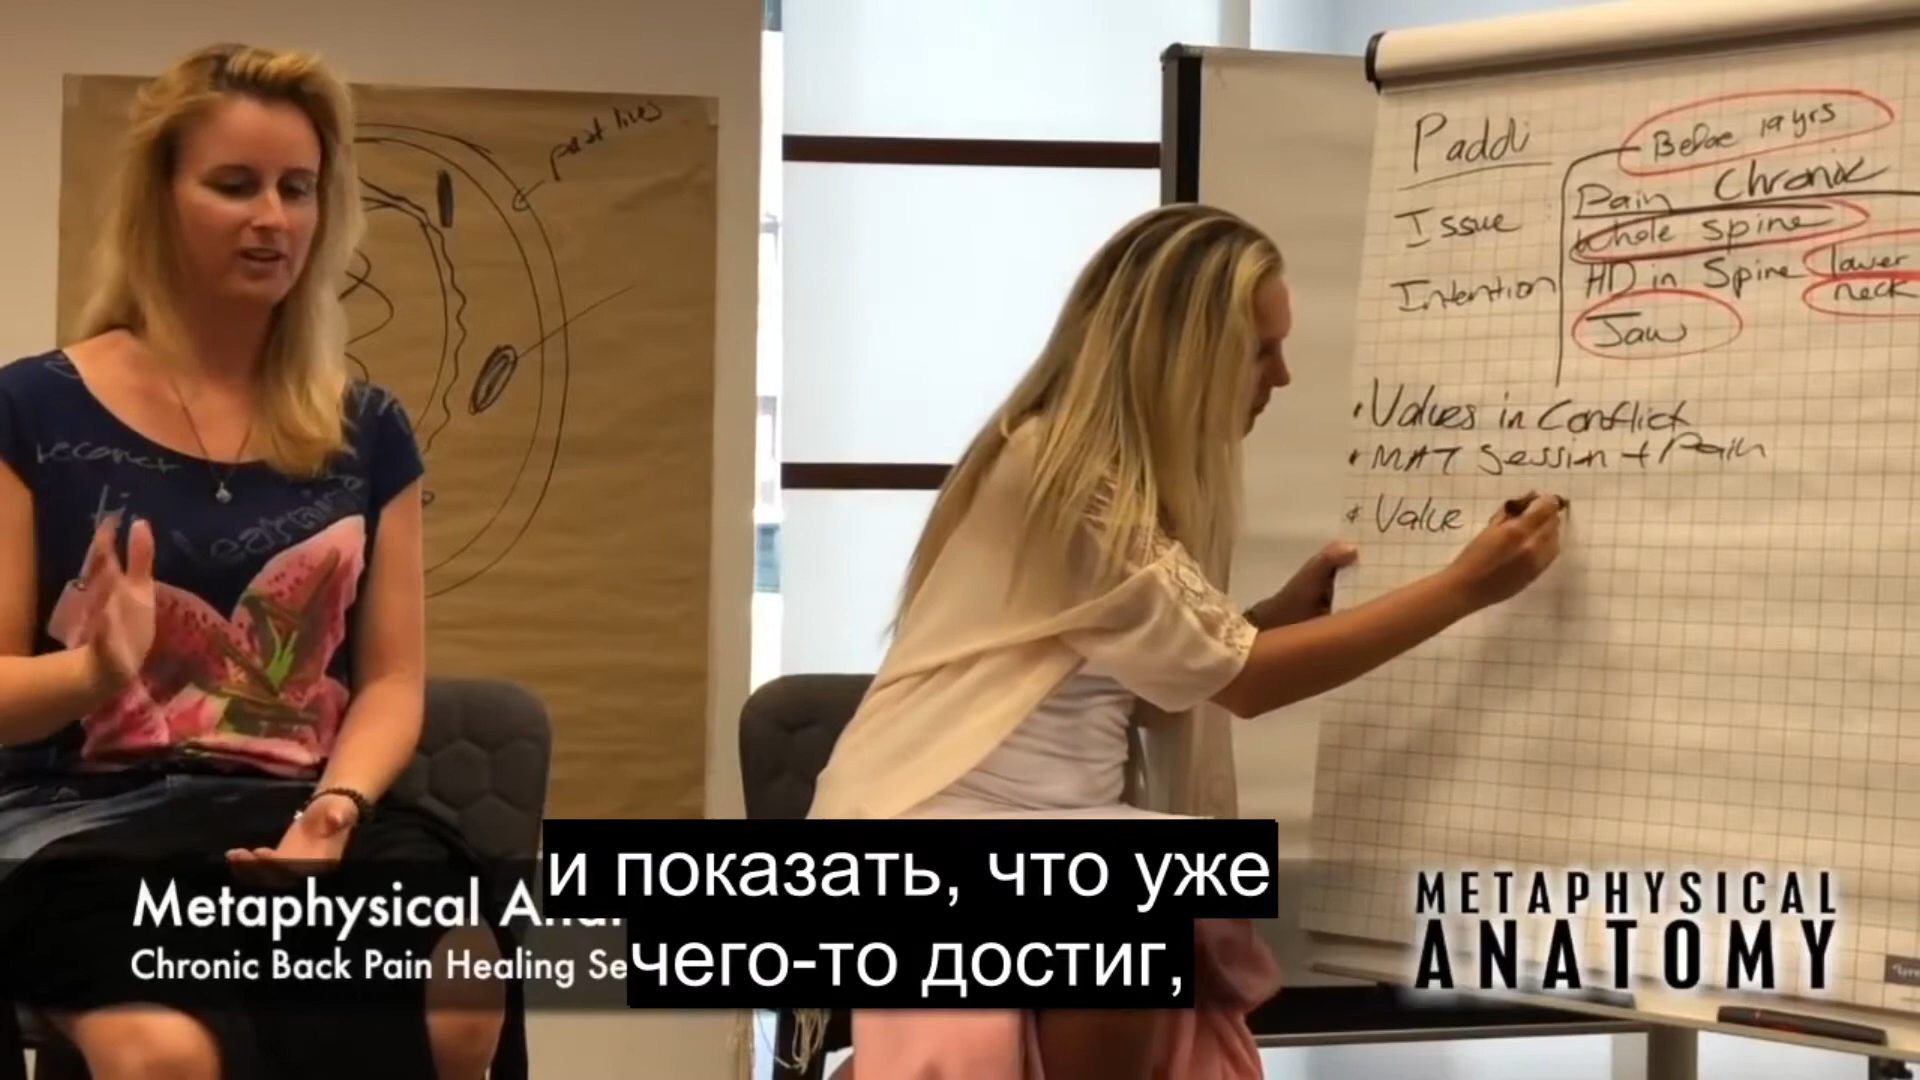 past lives
Paddi
Before 19 yrs
Issue
Pain Chronic
Whole Spine
Intention
HD in Spine
lower
neck
Jaw
Values in Conflict
MAT Session + Pain
Value
и показать, что уже
чего-то достиг,
Metaphysical
Chronic Back Pain Healing Se
METAPHYSICAL
ANATOMY